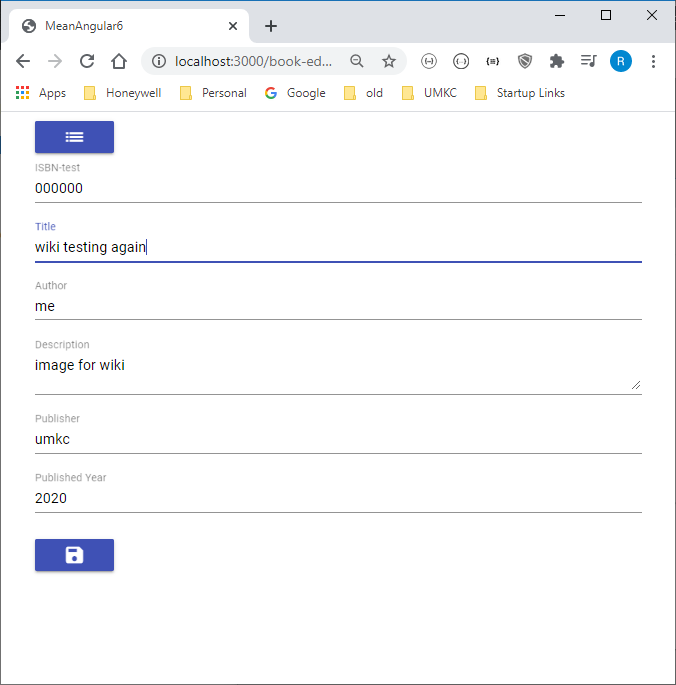 MeanAngular6
localhost:3000/book-ed...
R
Apps Honeywell Personal Google old UMKC Startup Links
ISBN-test
000000
Title
wiki testing again
Author
me
Description
image for wiki
Publisher
umkc
Published Year
2020